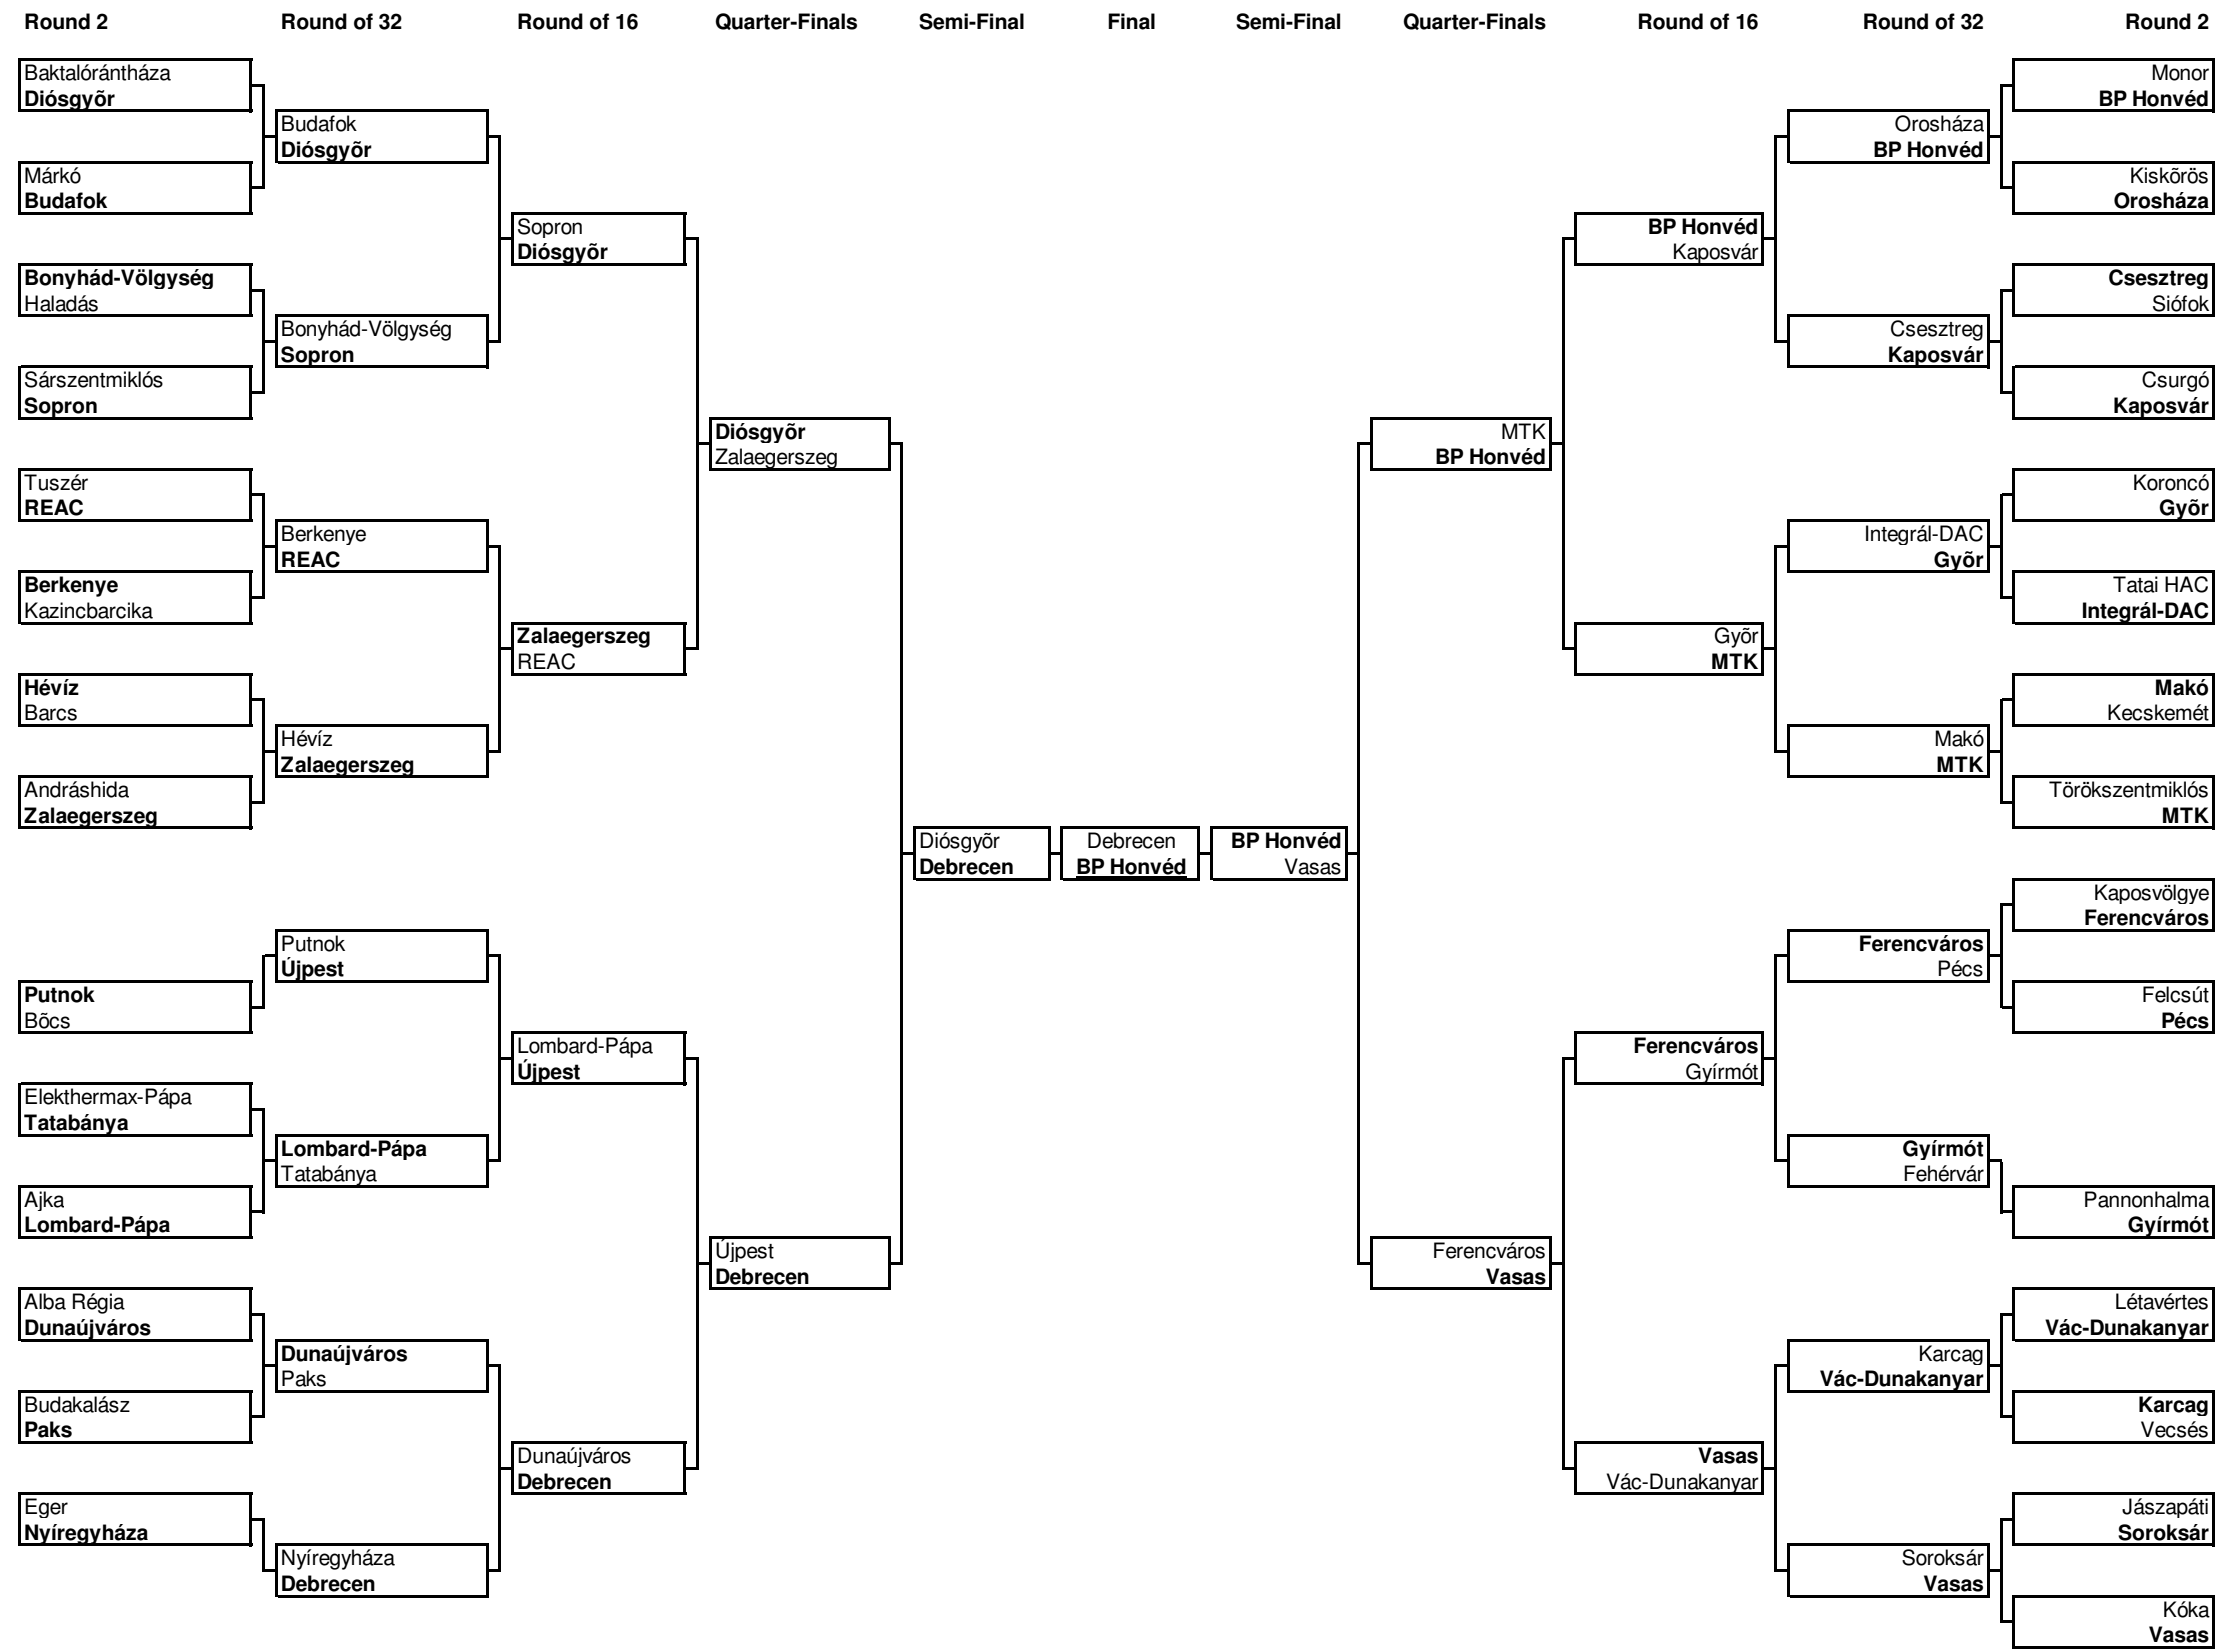 Round 2
Round of 32
Round of 16
Quarter-Finals
Semi-Final
Final
Semi-Final
Quarter-Finals
Round of 16
Round of 32
Round 2
Baktalórántháza
Diósgyõr
Márkó
Budafok
Bonyhád-Völgység
Haladás
Sárszentmiklós
Sopron
Tuszér
REAC
Berkenye
Kazincbarcika
Hévíz
Barcs
Andráshida
Zalaegerszeg
Putnok
Bõcs
Elekthermax-Pápa
Tatabánya
Ajka
Lombard-Pápa
Alba Régia
Dunaújváros
Budakalász
Paks
Eger
Nyíregyháza
Budafok
Diósgyõr
Bonyhád-Völgység
Sopron
Berkenye
REAC
Hévíz
Zalaegerszeg
Putnok
Újpest
Lombard-Pápa
Tatabánya
Dunaújváros
Paks
Nyíregyháza
Debrecen
Sopron
Diósgyõr
Zalaegerszeg
REAC
Lombard-Pápa
Újpest
Dunaújváros
Debrecen
Diósgyõr
Zalaegerszeg
Újpest
Debrecen
Diósgyõr
Debrecen
Debrecen
BP Honvéd
BP Honvéd
Vasas
MTK
BP Honvéd
Ferencváros
Vasas
BP Honvéd
Kaposvár
Gyõr
MTK
Ferencváros
Gyírmót
Vasas
Vác-Dunakanyar
Orosháza
BP Honvéd
Csesztreg
Kaposvár
Integrál-DAC
Gyõr
Makó
MTK
Ferencváros
Pécs
Gyírmót
Fehérvár
Karcag
Vác-Dunakanyar
Soroksár
Vasas
Monor
BP Honvéd
Kiskõrös
Orosháza
Csesztreg
Siófok
Csurgó
Kaposvár
Koroncó
Gyõr
Tatai HAC
Integrál-DAC
Makó
Kecskemét
Törökszentmiklós
MTK
Kaposvölgye
Ferencváros
Felcsút
Pécs
Pannonhalma
Gyírmót
Létavértes
Vác-Dunakanyar
Karcag
Vecsés
Jászapáti
Soroksár
Kóka
Vasas